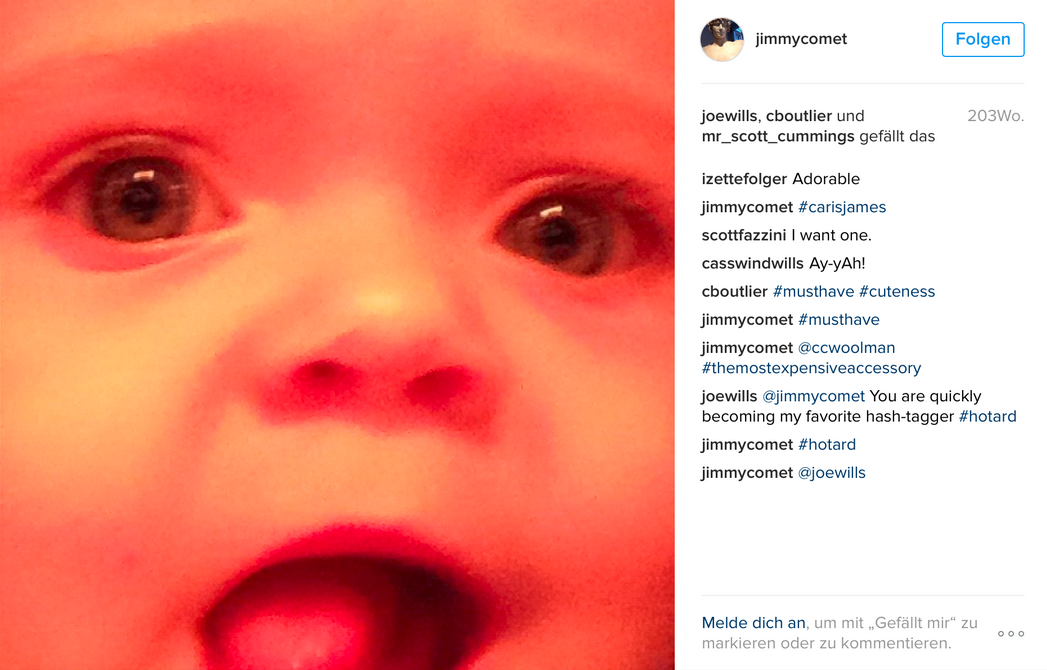 jimmycomet
Folgen
joewills, cboutlier und
mr_scott_cummings gefällt das
203Wo.
izettefolger Adorable
jimmycomet #carisjames
scottfazzini I want one.
casswindwills Ay-yAh!
cboutlier #musthave #cuteness
jimmycomet #musthave
jimmycomet @ccwoolman
#themostexpensiveaccessory
joewills @jimmycomet You are quickly
becoming my favorite hash-tagger #hotard
jimmycomet #hotard
jimmycomet @joewills
Melde dich an, um mit „Gefällt mir“ zu
markieren oder zu kommentieren.